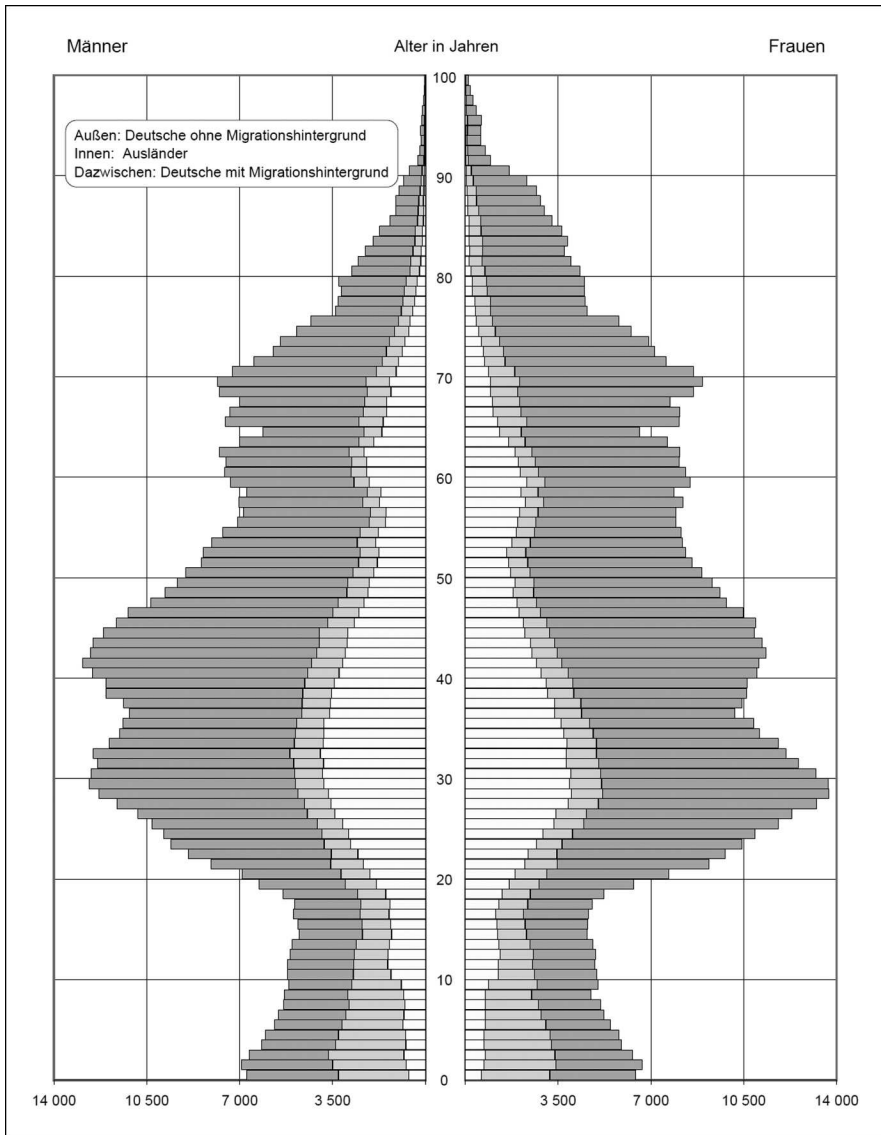 Männer Alter in Jahren Frauen
100
Außen: Deutsche ohne Migrationshintergrund
Innen: Ausländer
Dazwischen: Deutsche mit Migrationshintergrund
90
80
70
60
50
40
30
20
10
0
14 000 10 500 7 000 3 500 3 500 7 000 10 500 14 000